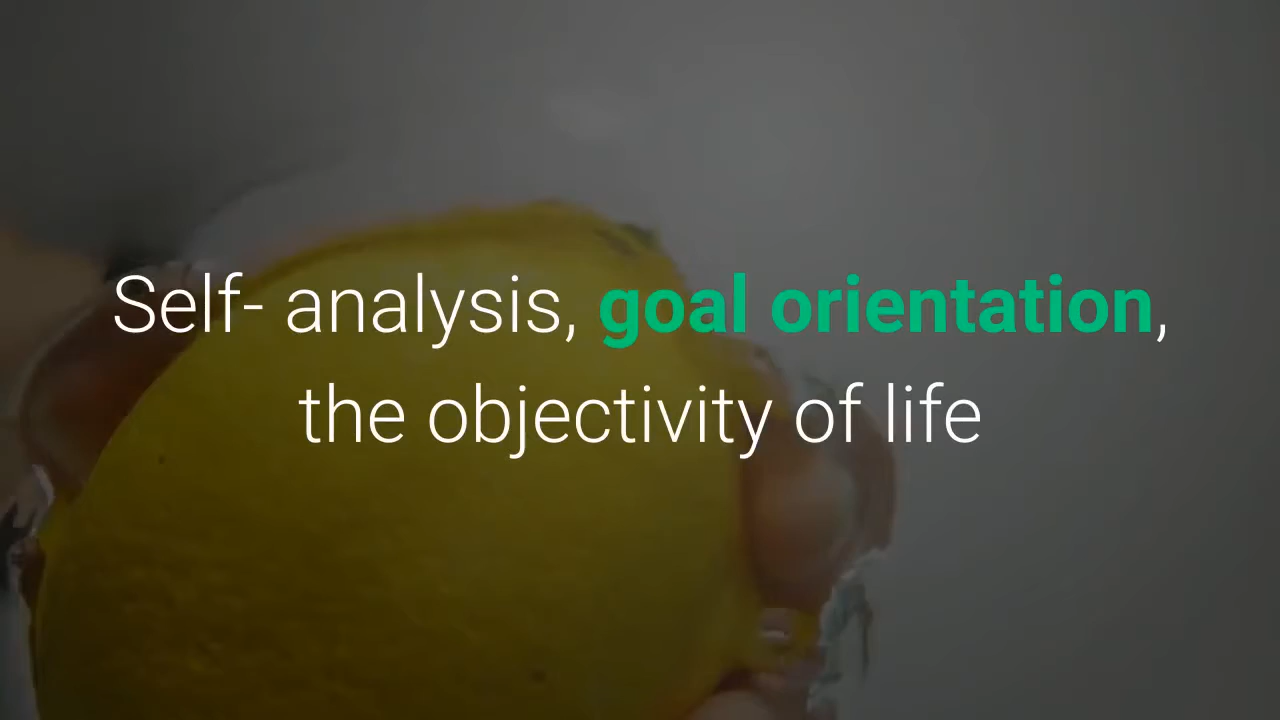 Self- analysis, goal orientation,
the objectivity of life